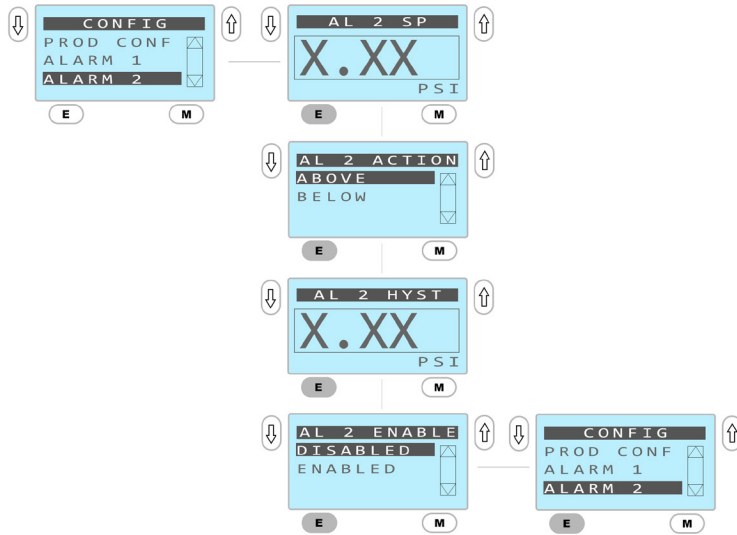 CONFIG
PROD CONF
ALARM 1
ALARM 2
E
M
AL 2 SP
X.XX
PSI
E
M
AL 2 ACTION
ABOVE
BELOW
E
M
AL 2 HYST
X.XX
PSI
E
M
AL 2 ENABLE
DISABLED
ENABLED
E
M
CONFIG
PROD CONF
ALARM 1
ALARM 2
E
M